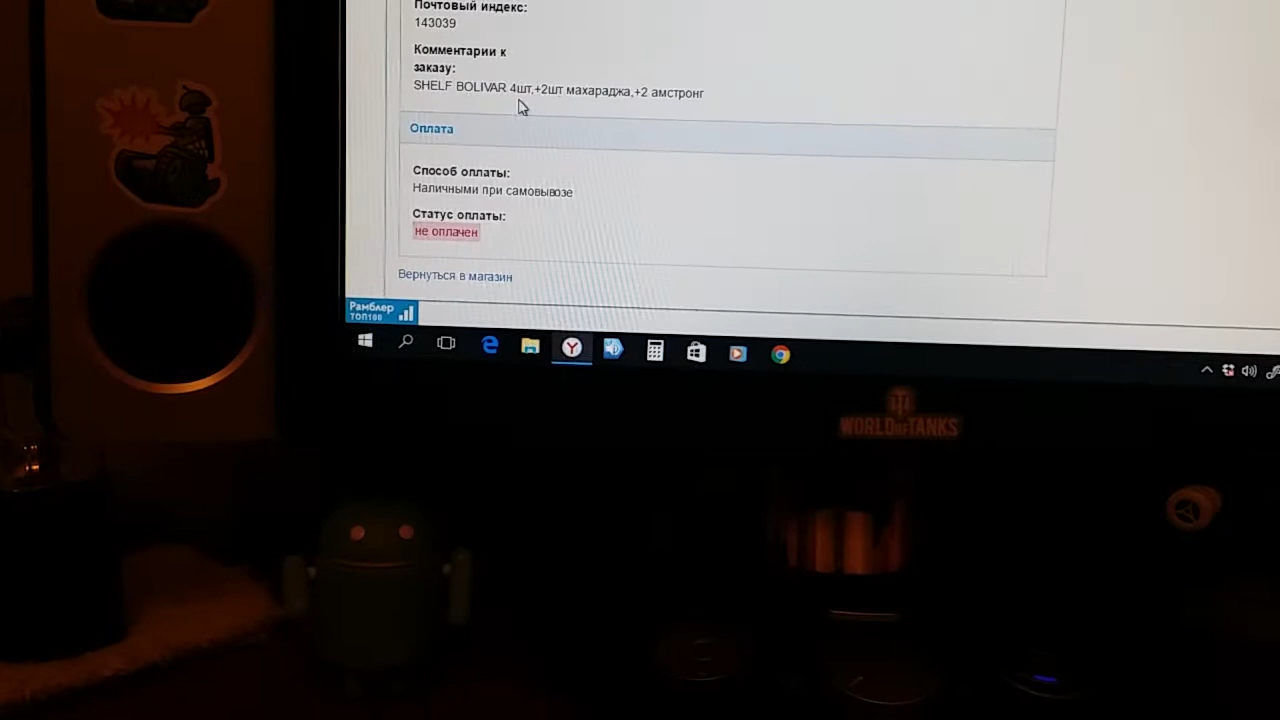 Почтовый индекс:
143039
Комментарии к
заказу:
SHELF BOLIVAR 4шт,+2шт махараджа,+2 амстронг
Оплата
Способ оплаты:
Наличными при самовывозе
Статус оплаты:
не оплачен
Вернуться в магазин
Рамблер
ТОП100
WORLD OF TANKS